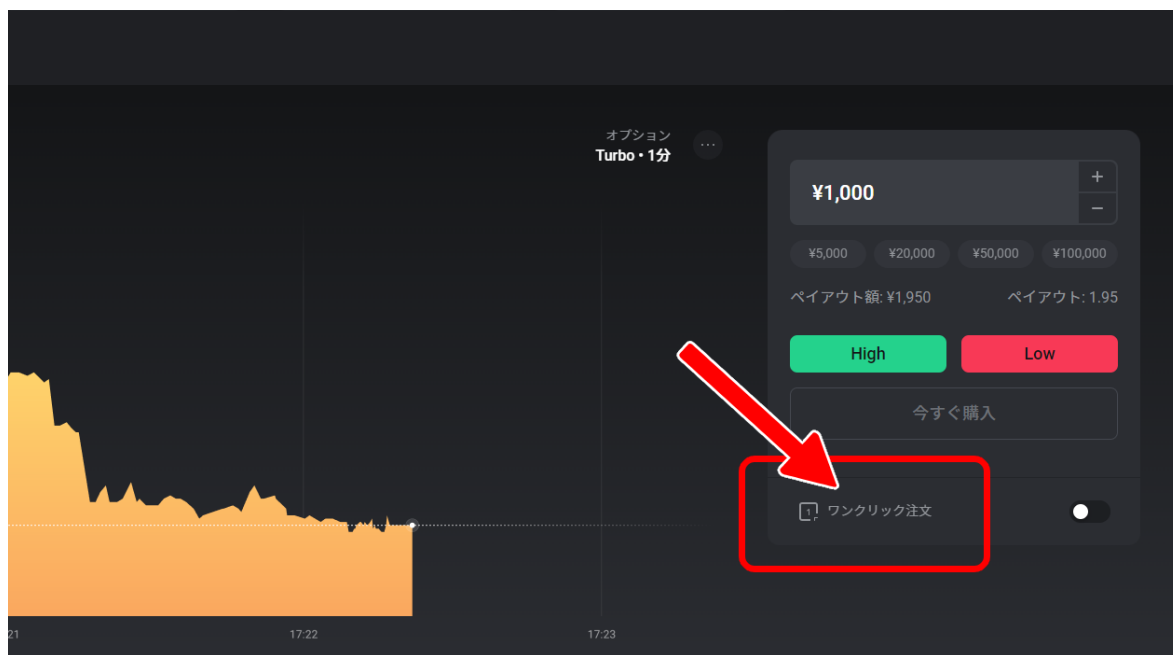 オプション
Turbo • 1分
...
¥1,000
+
−
¥5,000 ¥20,000 ¥50,000 ¥100,000
ペイアウト額: ¥1,950 ペイアウト: 1.95
High Low
今すぐ購入
1 ワンクリック注文
21 17:22 17:23